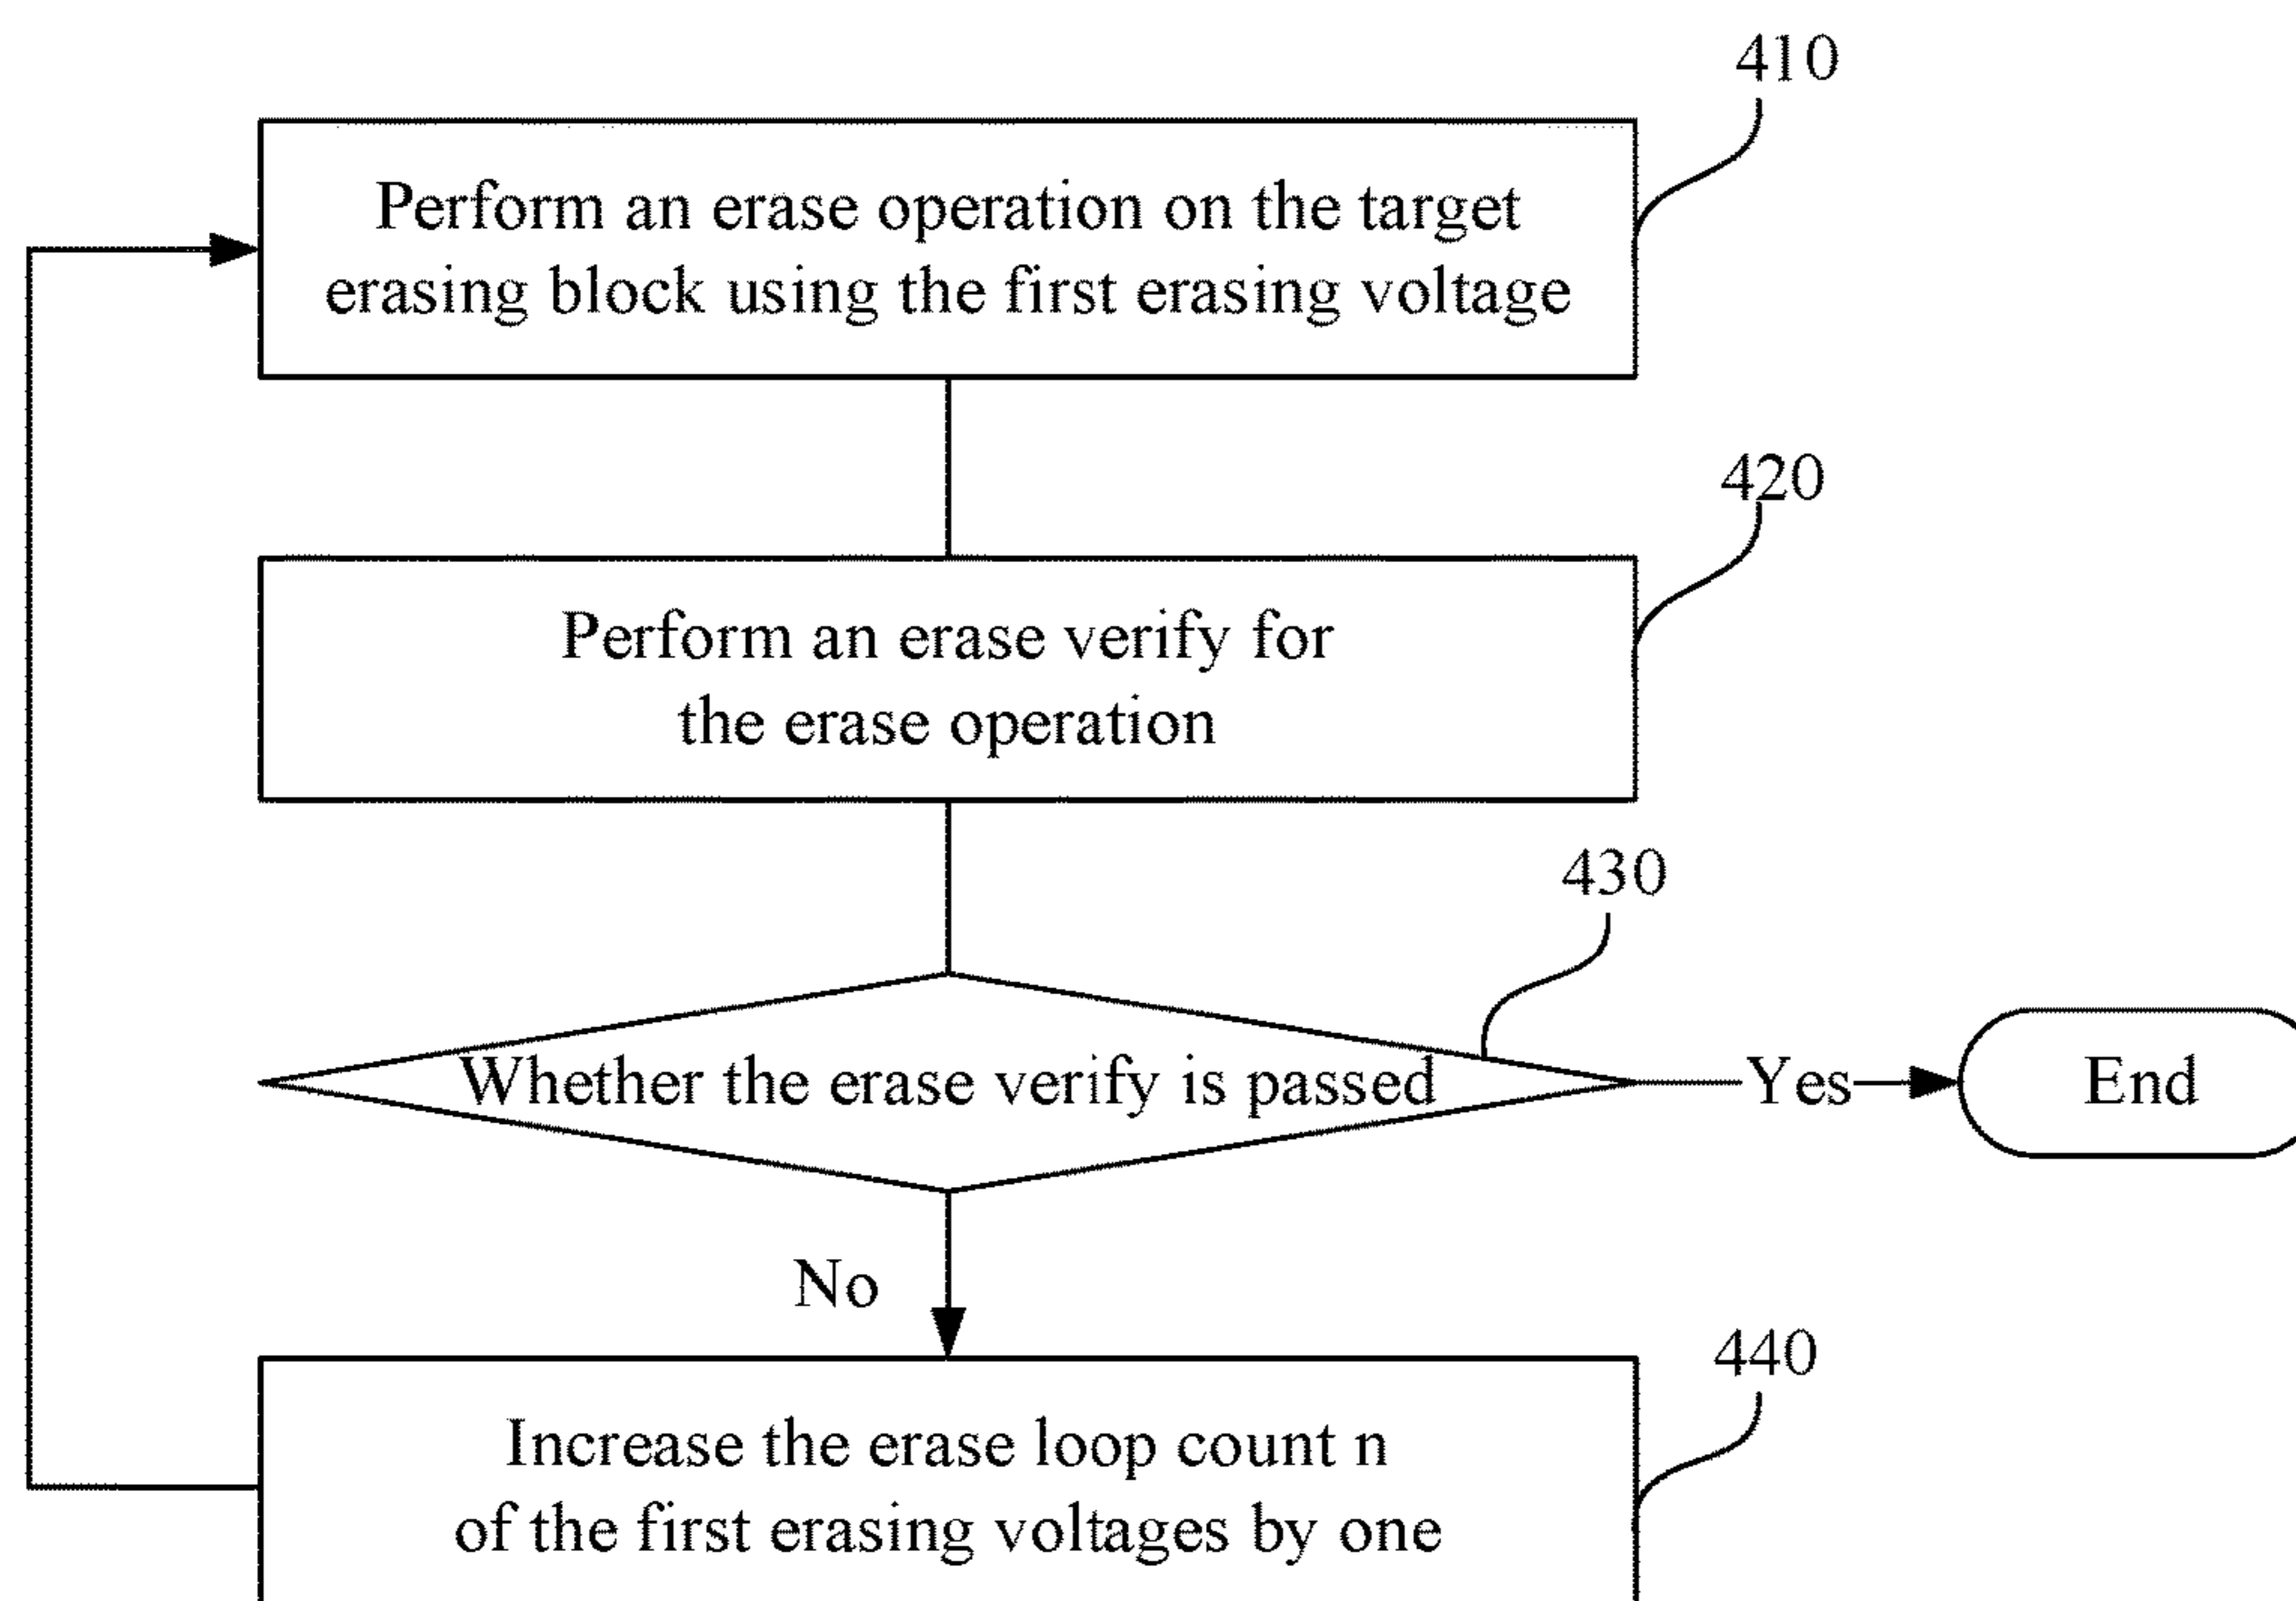 410
Perform an erase operation on the target
erasing block using the first erasing voltage
420
Perform an erase verify for
the erase operation
430
Whether the erase verify is passed
Yes
End
No
440
Increase the erase loop count n
of the first erasing voltages by one